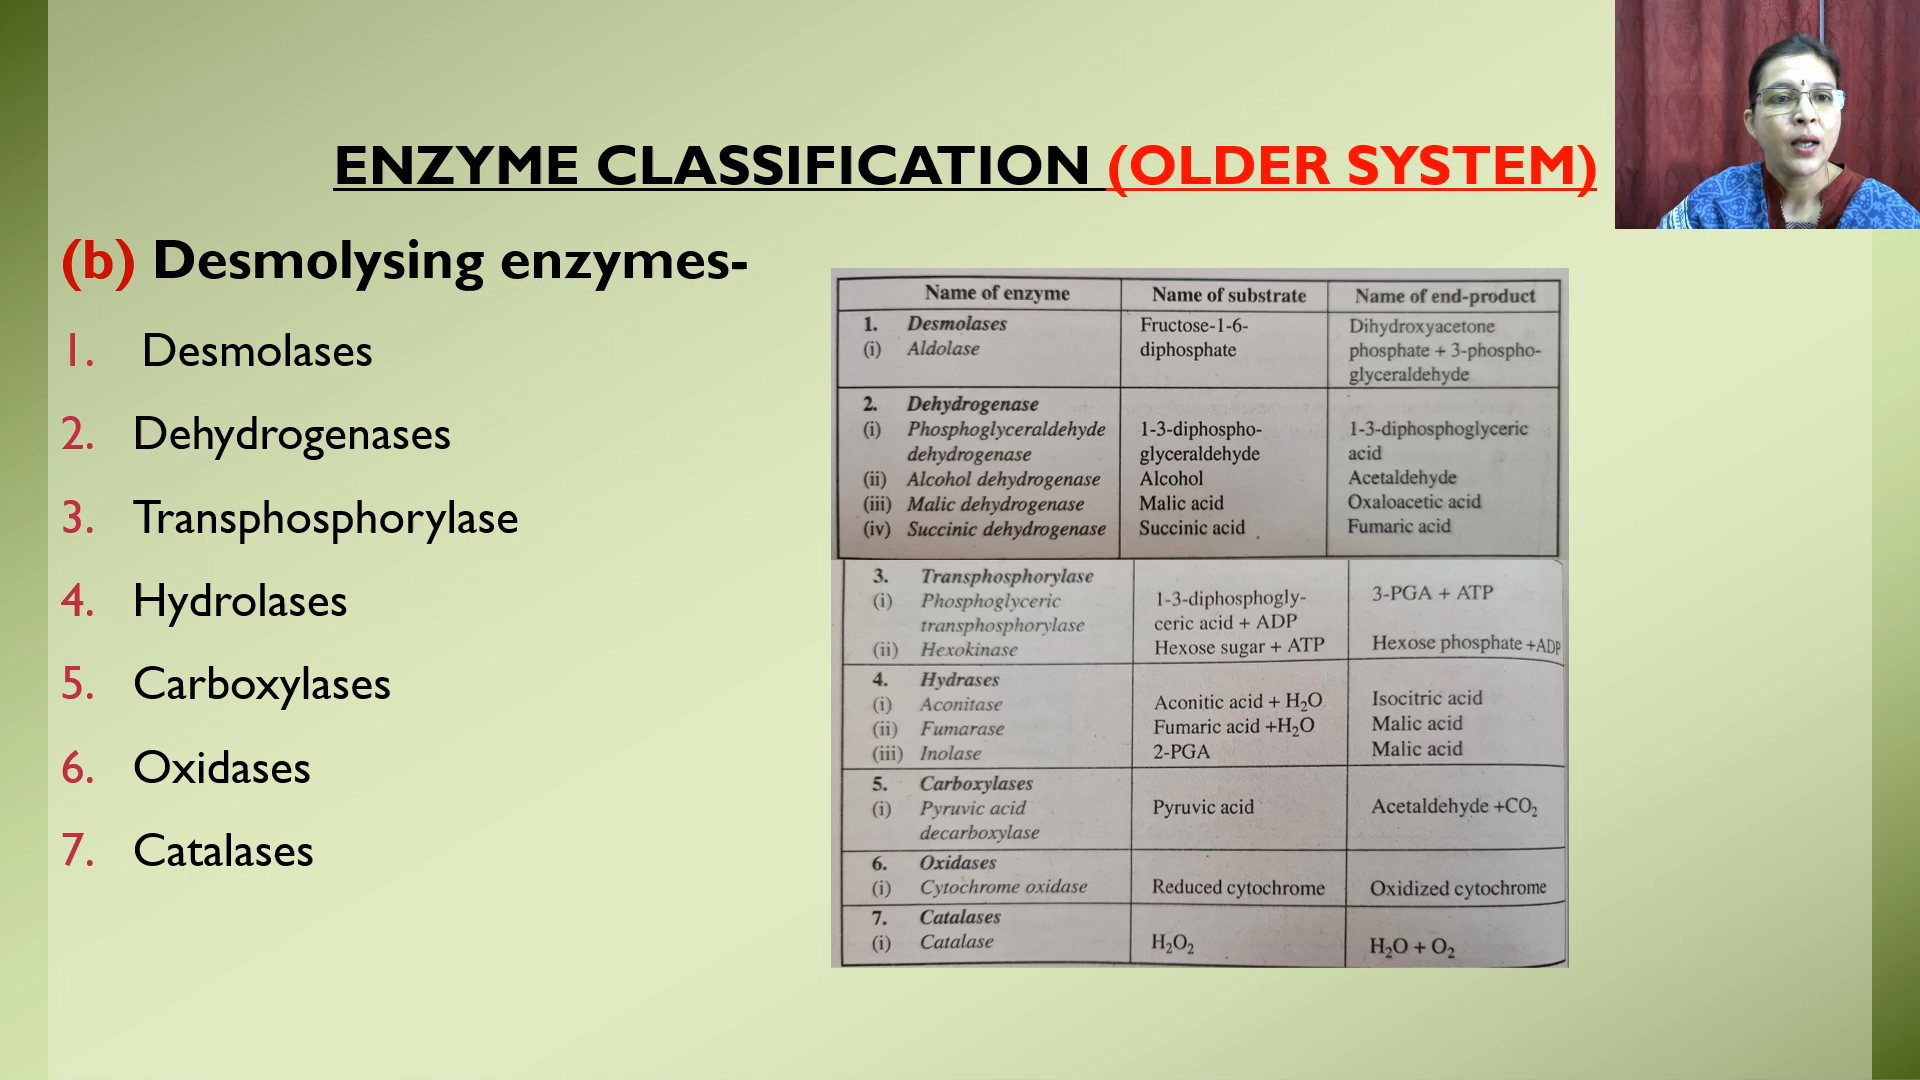 ENZYME CLASSIFICATION (OLDER SYSTEM)
(b) Desmolysing enzymes-
1. Desmolases
2. Dehydrogenases
3. Transphosphorylase
4. Hydrolases
5. Carboxylases
6. Oxidases
7. Catalases
Name of enzyme Name of substrate Name of end-product
1. Desmolases Fructose-1-6- Dihydroxyacetone
(i) Aldolase diphosphate phosphate + 3-phospho-
glyceraldehyde
2. Dehydrogenase
(i) Phosphoglyceraldehyde 1-3-diphospho- 1-3-diphosphoglyceric
dehydrogenase glyceraldehyde acid
(ii) Alcohol dehydrogenase Alcohol Acetaldehyde
(iii) Malic dehydrogenase Malic acid Oxaloacetic acid
(iv) Succinic dehydrogenase Succinic acid Fumaric acid
3. Transphosphorylase
(i) Phosphoglyceric 1-3-diphosphogly- 3-PGA + ATP
transphosphorylase ceric acid + ADP
(ii) Hexokinase Hexose sugar + ATP Hexose phosphate +ADP
4. Hydrases
(i) Aconitase Aconitic acid + H₂O Isocitric acid
(ii) Fumarase Fumaric acid +H₂O Malic acid
(iii) Inolase 2-PGA Malic acid
5. Carboxylases
(i) Pyruvic acid Pyruvic acid Acetaldehyde +CO₂
decarboxylase
6. Oxidases
(i) Cytochrome oxidase Reduced cytochrome Oxidized cytochrome
7. Catalases
(i) Catalase H₂O₂ H₂O + O₂